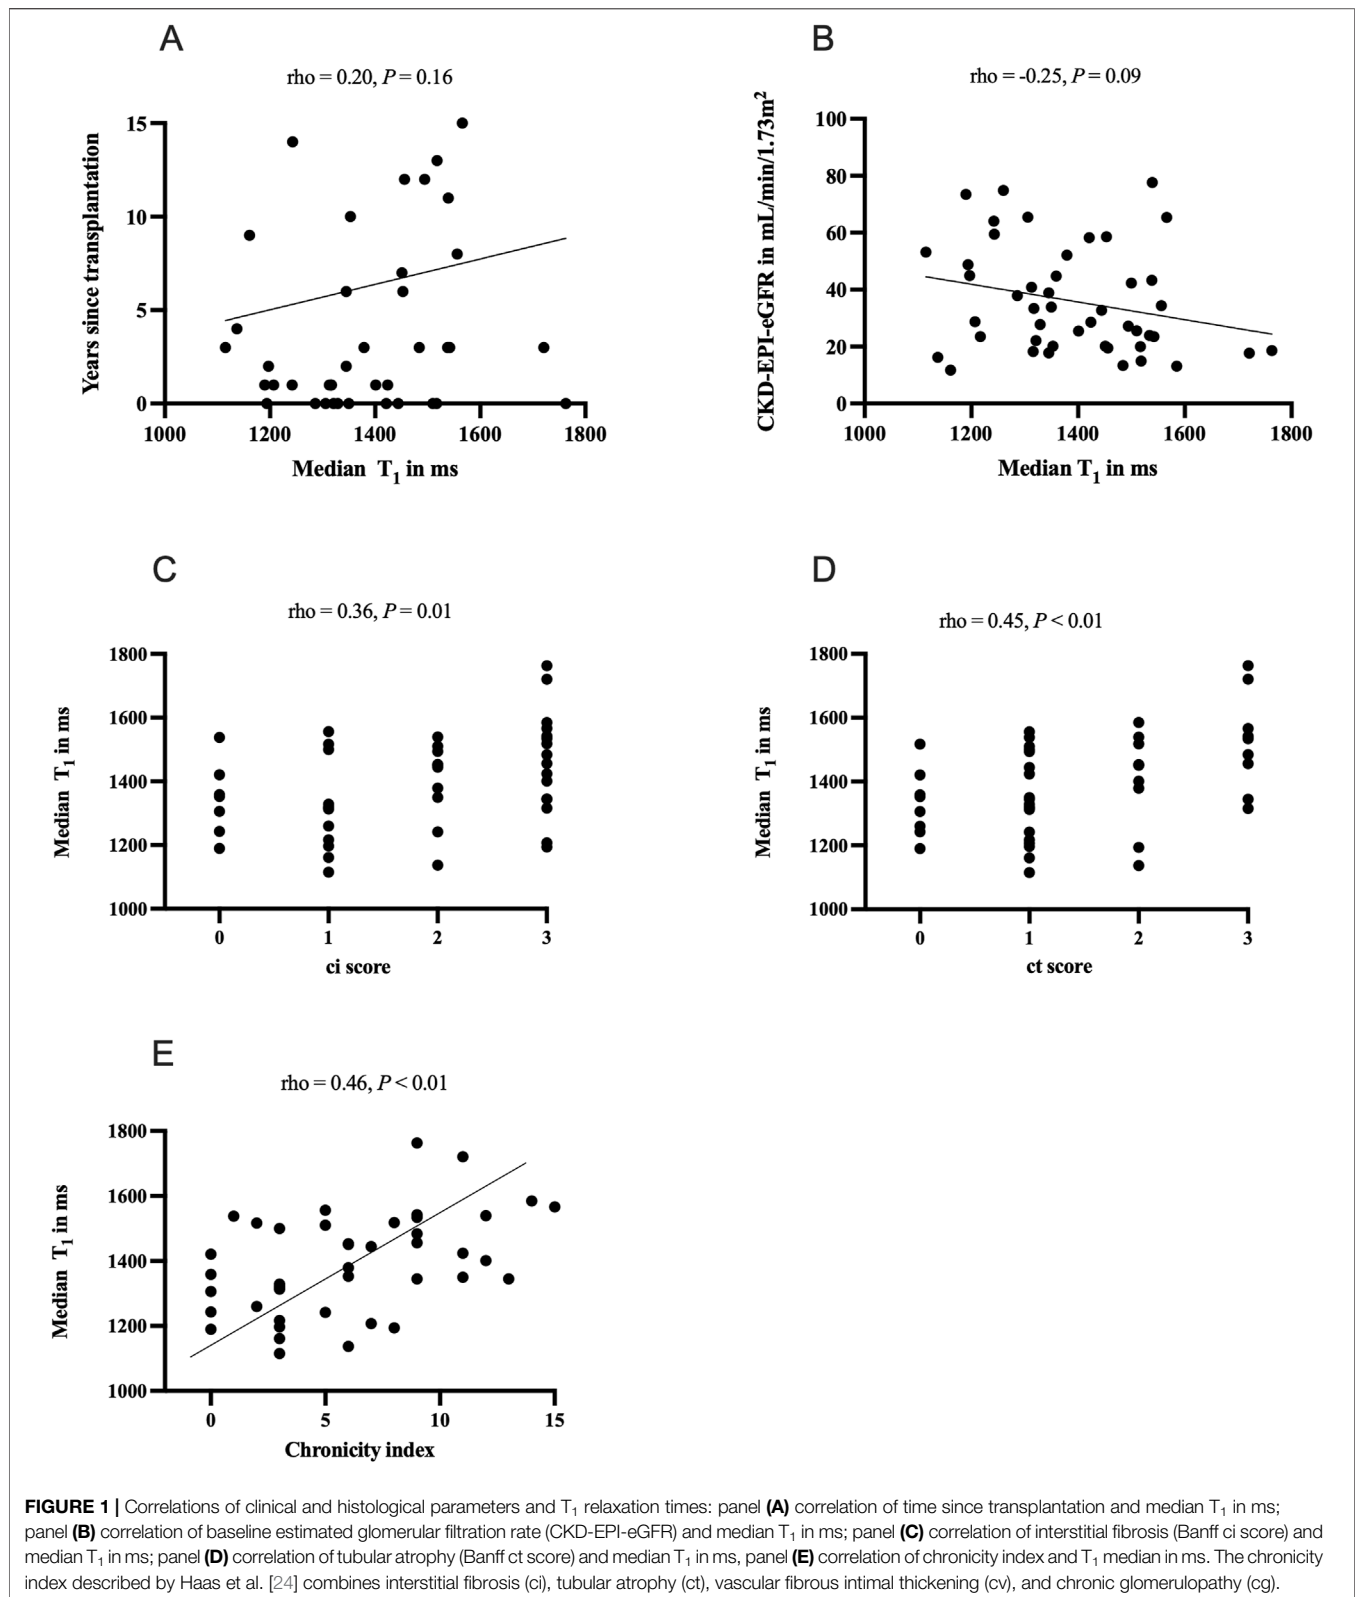 A
rho = 0.20, P = 0.16
Years since transplantation
15
10
5
0
1000 1200 1400 1600 1800
Median T₁ in ms
B
rho = -0.25, P = 0.09
CKD-EPI-eGFR in mL/min/1.73m²
100
80
60
40
20
0
1000 1200 1400 1600 1800
Median T₁ in ms
C
rho = 0.36, P = 0.01
Median T₁ in ms
1800
1600
1400
1200
1000
0 1 2 3
ci score
D
rho = 0.45, P < 0.01
Median T₁ in ms
1800
1600
1400
1200
1000
0 1 2 3
ct score
E
rho = 0.46, P < 0.01
Median T₁ in ms
1800
1600
1400
1200
1000
0 5 10 15
Chronicity index
FIGURE 1 | Correlations of clinical and histological parameters and T₁ relaxation times: panel (A) correlation of time since transplantation and median T₁ in ms;
panel (B) correlation of baseline estimated glomerular filtration rate (CKD-EPI-eGFR) and median T₁ in ms; panel (C) correlation of interstitial fibrosis (Banff ci score) and
median T₁ in ms; panel (D) correlation of tubular atrophy (Banff ct score) and median T₁ in ms, panel (E) correlation of chronicity index and T₁ median in ms. The chronicity
index described by Haas et al. [24] combines interstitial fibrosis (ci), tubular atrophy (ct), vascular fibrous intimal thickening (cv), and chronic glomerulopathy (cg).